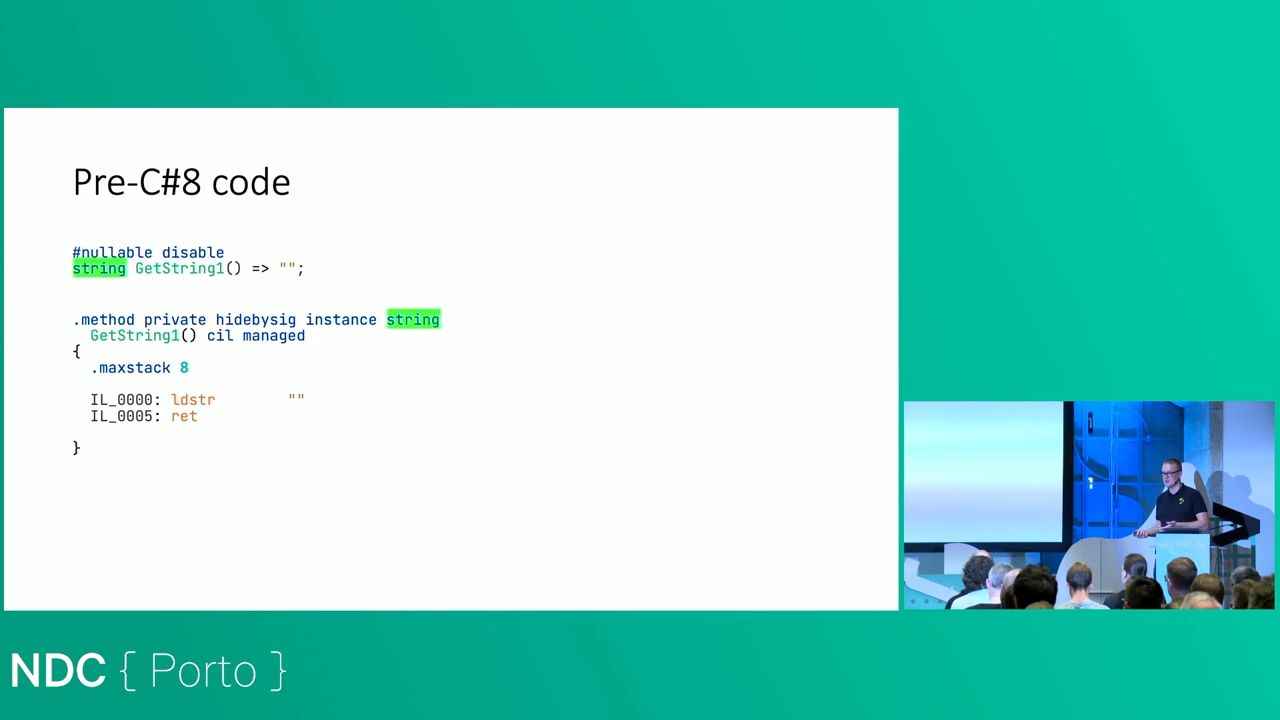 Pre-C#8 code
#nullable disable
string GetString1() => "";
.method private hidebysig instance string
GetString1() cil managed
{
.maxstack 8
IL_0000: ldstr ""
IL_0005: ret
}
NDC { Porto }